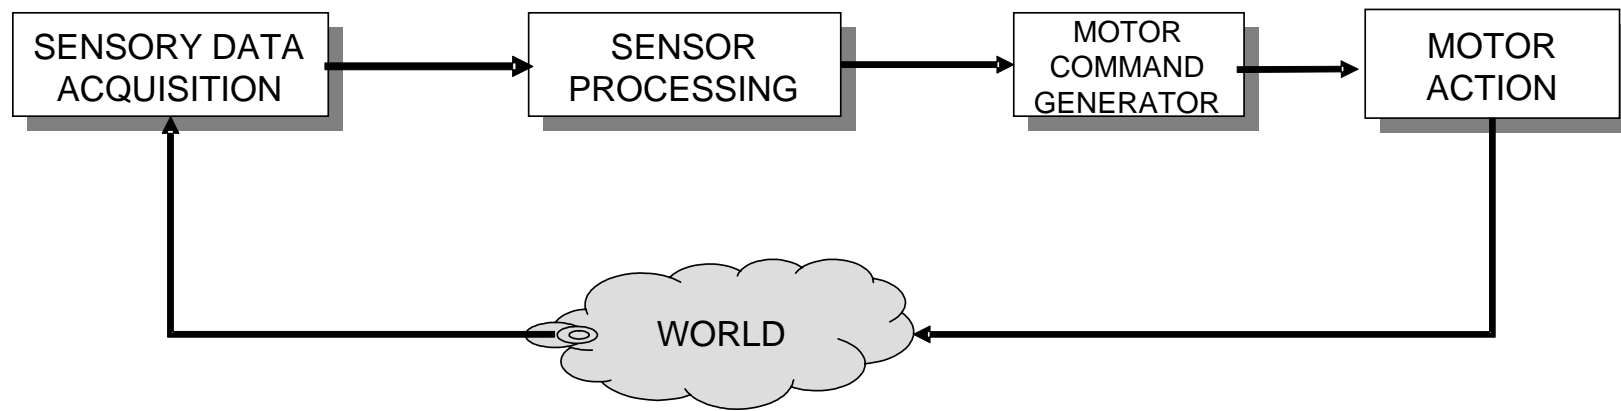 SENSORY DATA
ACQUISITION
SENSOR
PROCESSING
MOTOR
COMMAND
GENERATOR
MOTOR
ACTION
WORLD